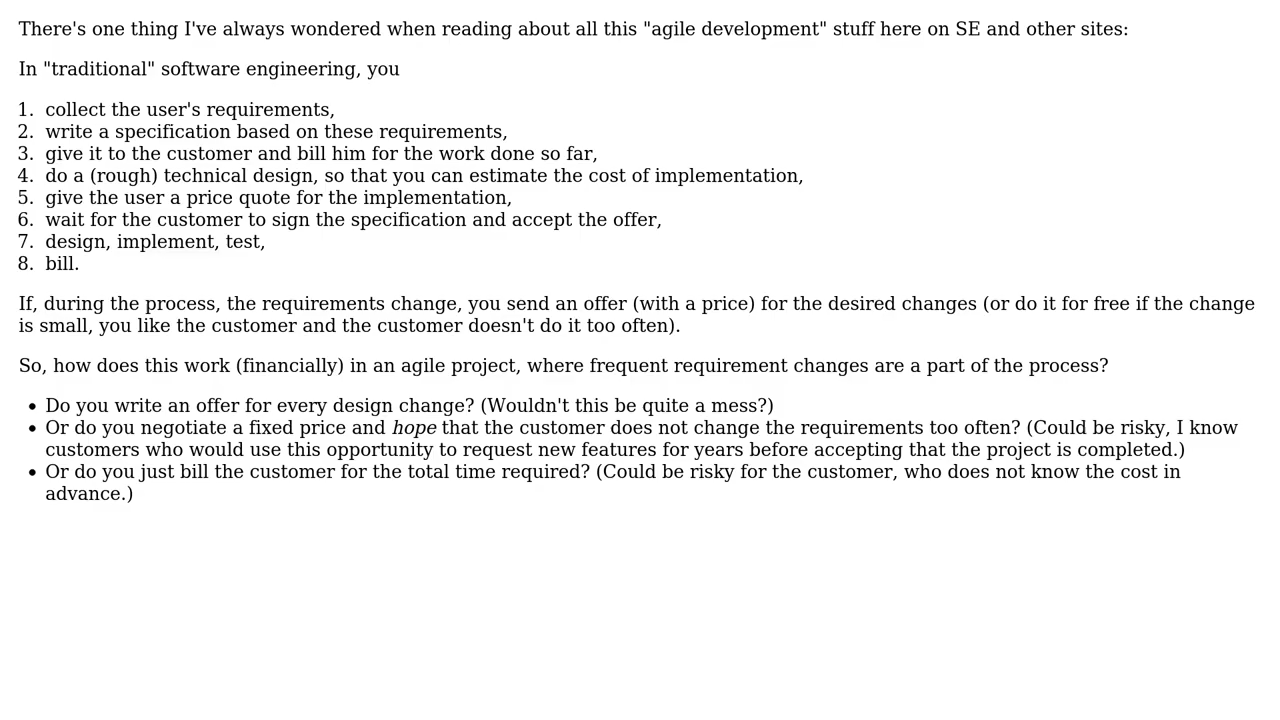 There's one thing I've always wondered when reading about all this "agile development" stuff here on SE and other sites:
In "traditional" software engineering, you
1. collect the user's requirements,
2. write a specification based on these requirements,
3. give it to the customer and bill him for the work done so far,
4. do a (rough) technical design, so that you can estimate the cost of implementation,
5. give the user a price quote for the implementation,
6. wait for the customer to sign the specification and accept the offer,
7. design, implement, test,
8. bill.
If, during the process, the requirements change, you send an offer (with a price) for the desired changes (or do it for free if the change
is small, you like the customer and the customer doesn't do it too often).
So, how does this work (financially) in an agile project, where frequent requirement changes are a part of the process?
• Do you write an offer for every design change? (Wouldn't this be quite a mess?)
• Or do you negotiate a fixed price and hope that the customer does not change the requirements too often? (Could be risky, I know
customers who would use this opportunity to request new features for years before accepting that the project is completed.)
• Or do you just bill the customer for the total time required? (Could be risky for the customer, who does not know the cost in
advance.)